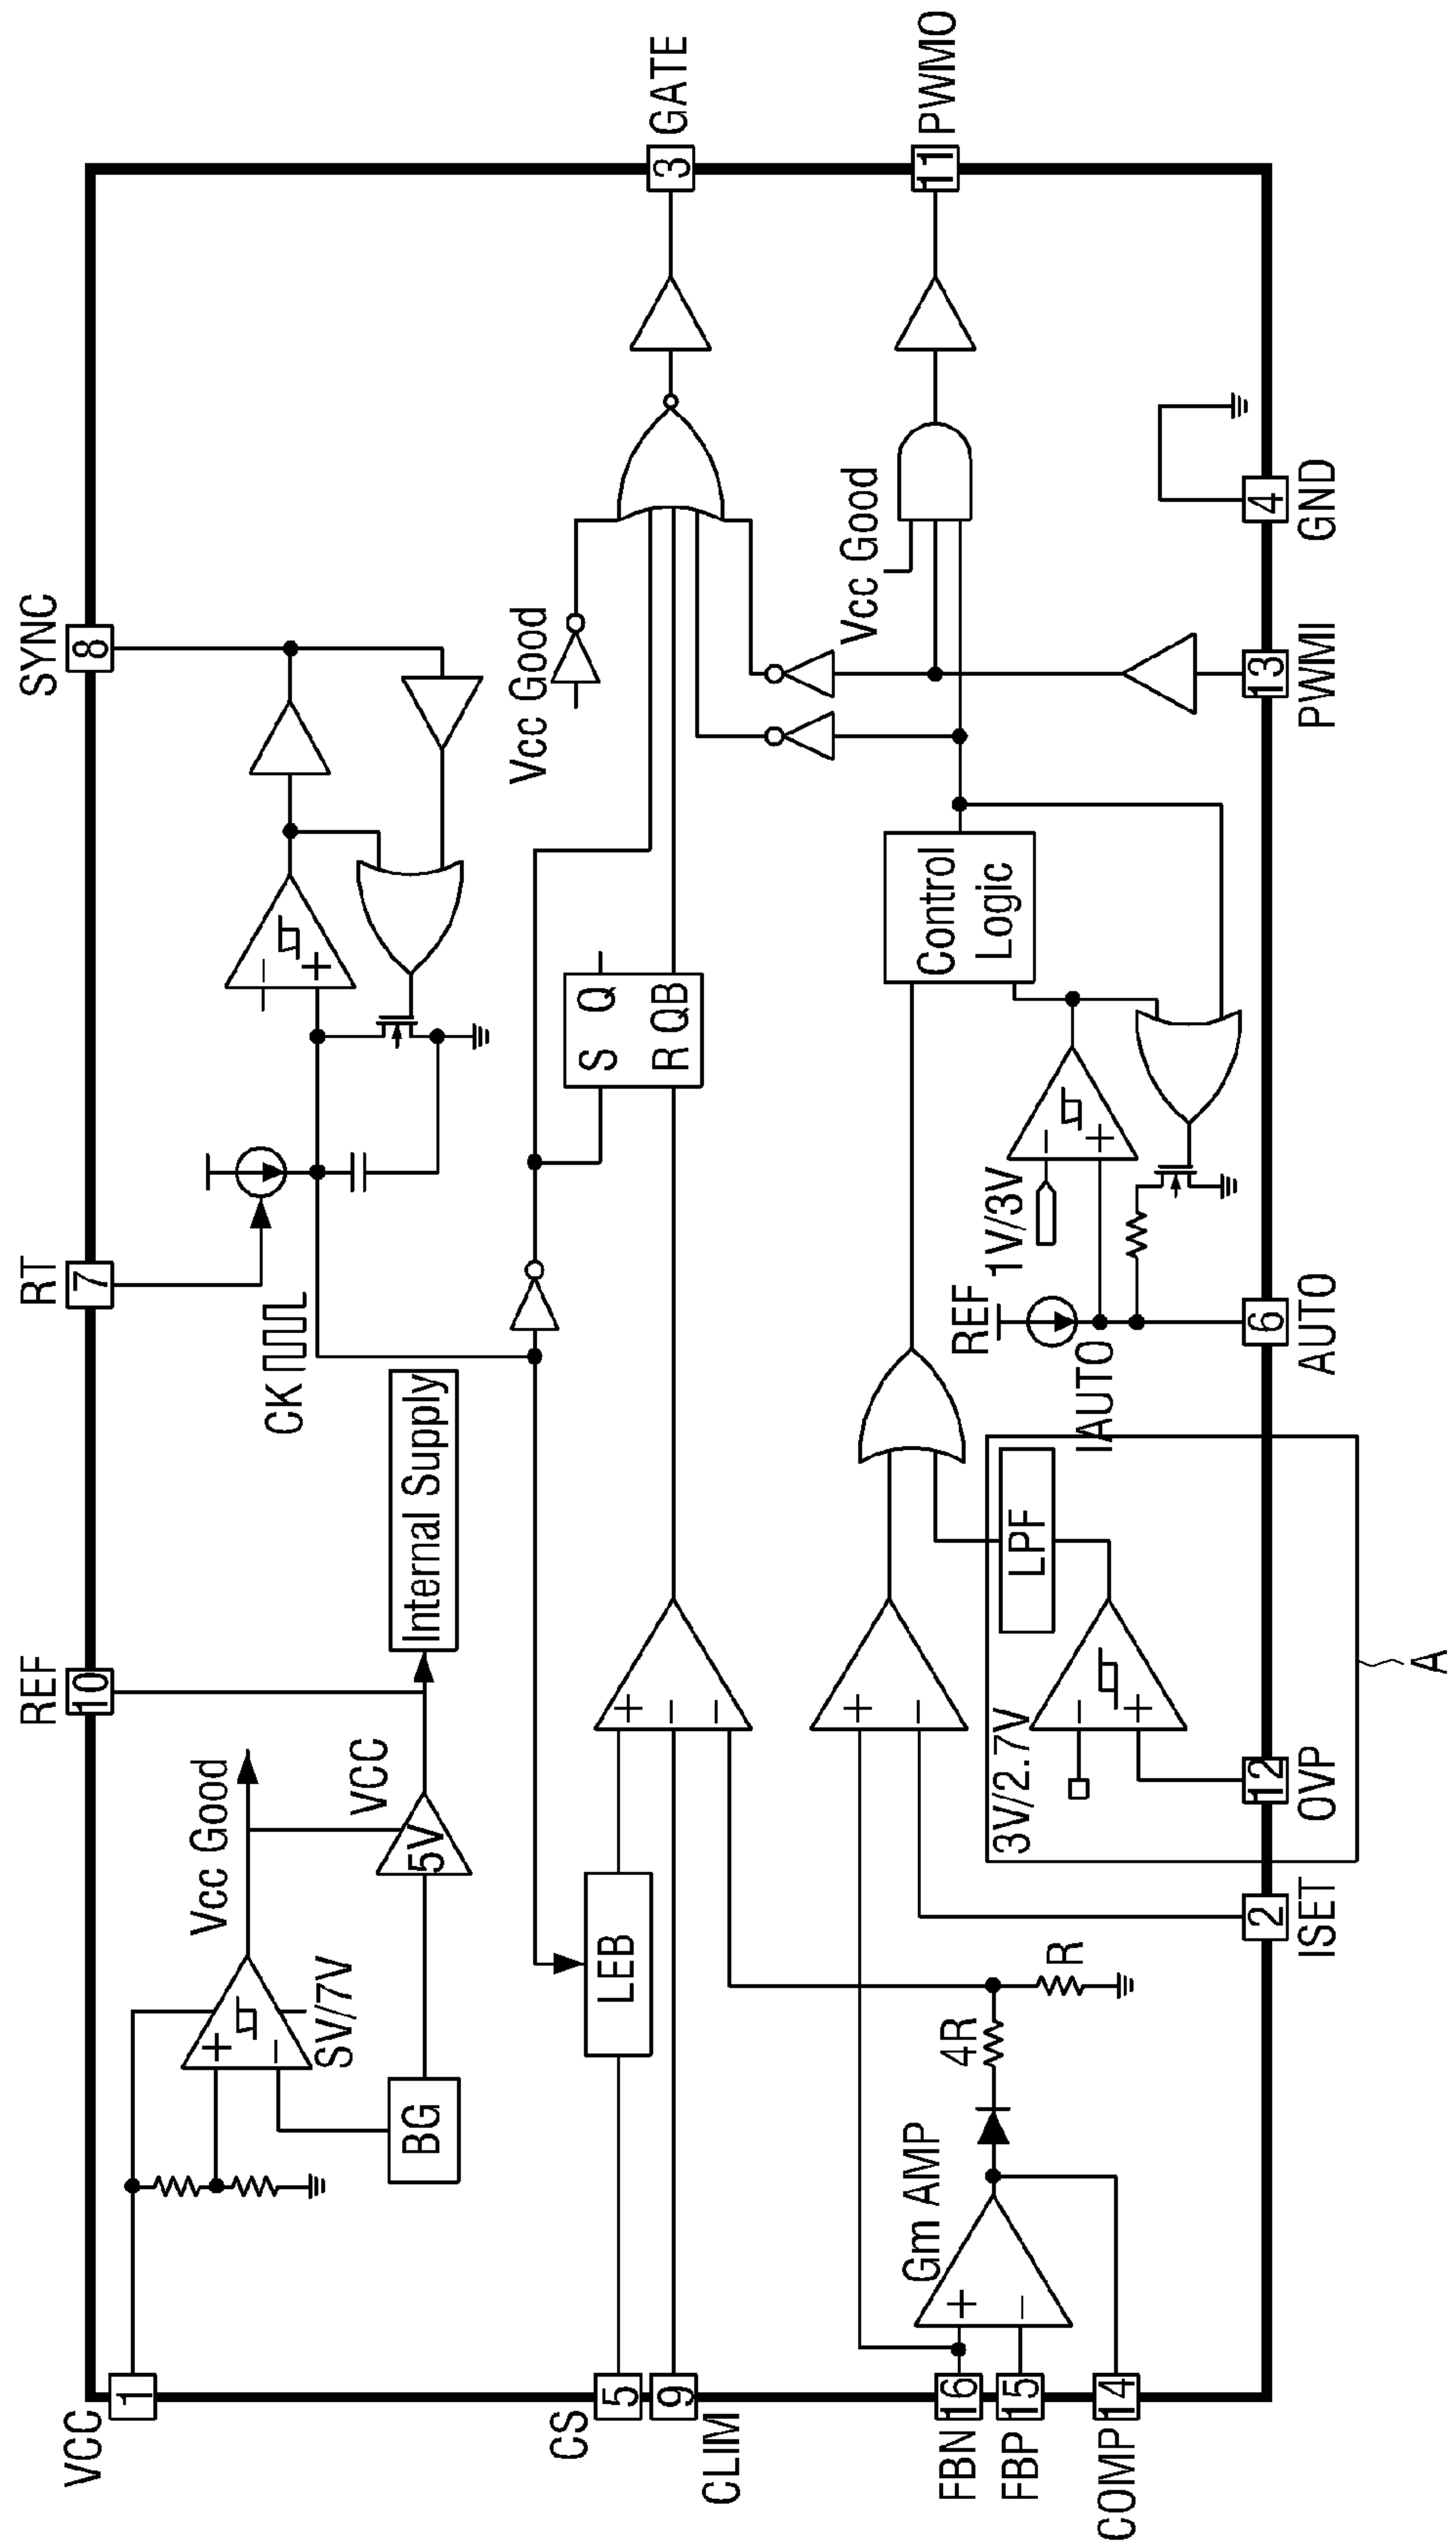 REF
10
RT
7
SYNC
8
VCC
1
Vcc Good
+
−
SV/7V
BG
5V
VCC
Internal Supply
CK
−
+
Vcc Good
CS
5
LEB
CLIM
9
+
−
−
S Q
R QB
3
GATE
FBN
16
FBP
15
COMP
14
Gm AMP
+
−
4R
R
+
−
3V/2.7V
−
+
LPF
A
REF
IAUTO
1V/3V
−
+
Control
Logic
Vcc Good
11
PWMO
2
ISET
12
OVP
6
AUTO
13
PWMI
4
GND